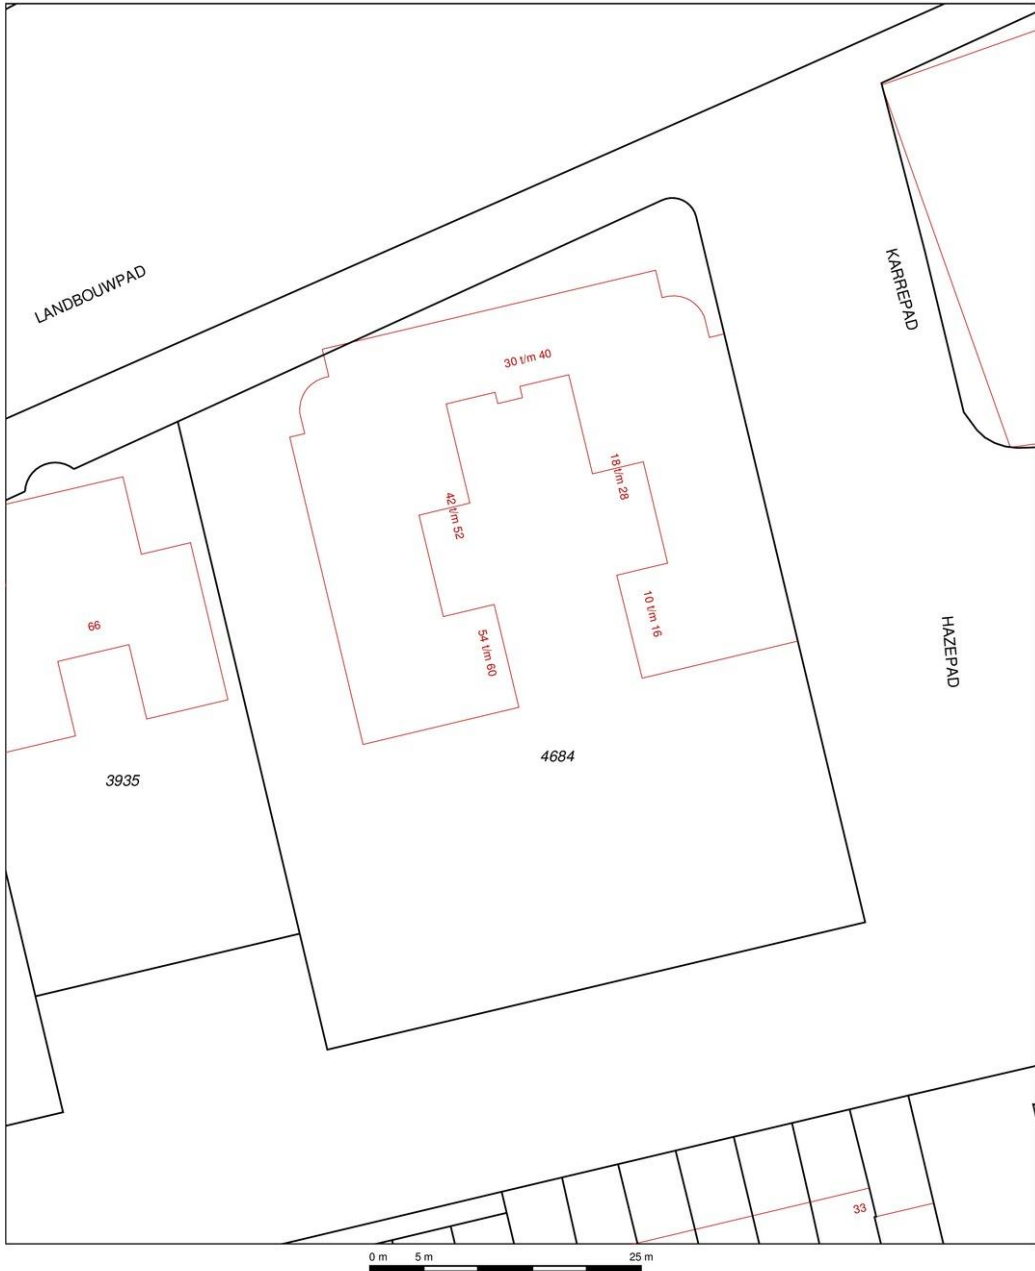 LANDBOUWPAD
KARREPAD
30 t/m 40
18 t/m 28
42 t/m 52
10 t/m 16
66
54 t/m 60
HAZEPAD
4684
3935
33
0 m 5 m 25 m